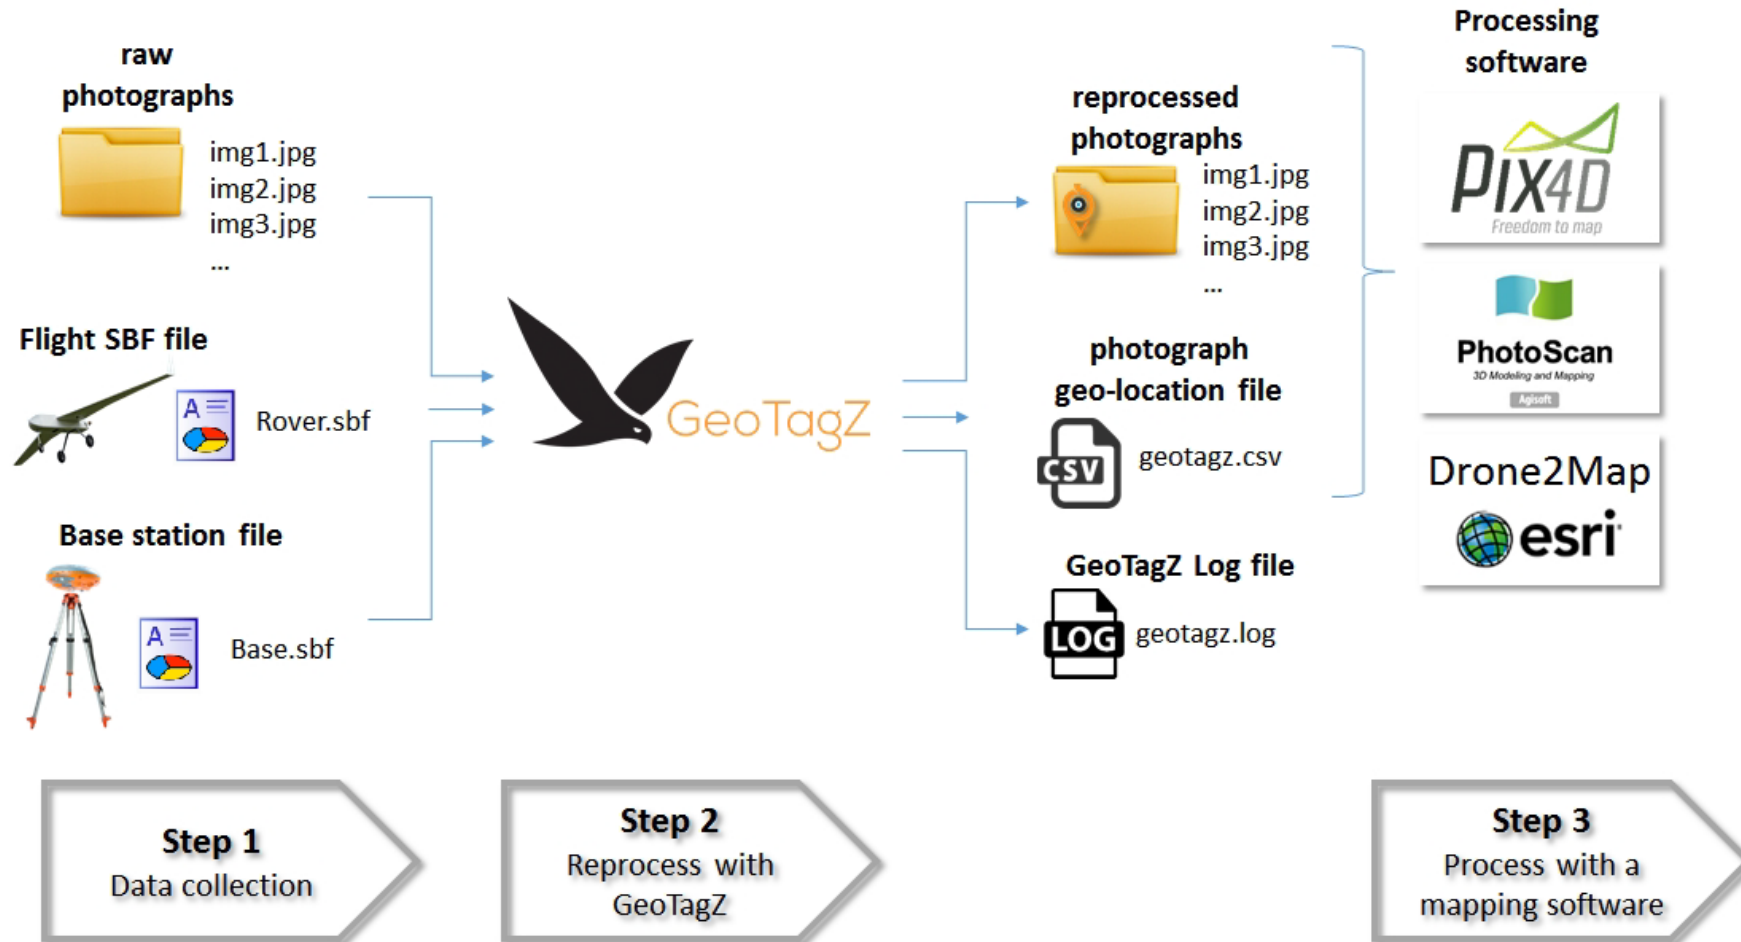 raw
photographs
img1.jpg
img2.jpg
img3.jpg
...
Flight SBF file
A
Rover.sbf
Base station file
A
Base.sbf
GeoTagZ
reprocessed
photographs
img1.jpg
img2.jpg
img3.jpg
...
photograph
geo-location file
CSV
geotagz.csv
GeoTagZ Log file
LOG
geotagz.log
Processing
software
PIX4D
Freedom to map
PhotoScan
3D Modeling and Mapping
Agisoft
Drone2Map
esri
Step 1
Data collection
Step 2
Reprocess with
GeoTagZ
Step 3
Process with a
mapping software